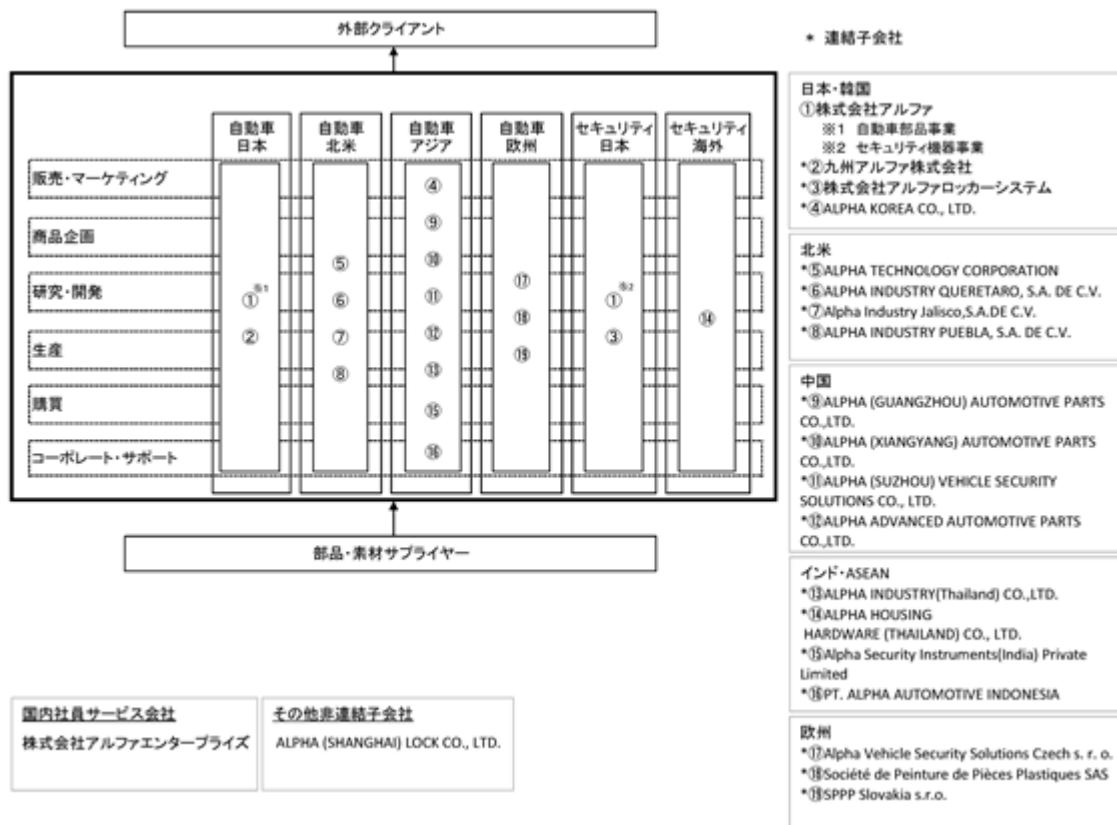 外部クライアント
* 連結子会社
自動車
日本
自動車
北米
自動車
アジア
自動車
欧州
セキュリティ
日本
セキュリティ
海外
販売・マーケティング
商品企画
研究・開発
生産
購買
コーポレート・サポート
①※1
②
⑤
⑥
⑦
⑧
④
⑨
⑩
⑪
⑫
⑬
⑮
⑯
⑰
⑱
⑲
①※2
③
⑭
部品・素材サプライヤー
日本・韓国
①株式会社アルファ
※1 自動車部品事業
※2 セキュリティ機器事業
*②九州アルファ株式会社
*③株式会社アルファロッカーシステム
*④ALPHA KOREA CO., LTD.
北米
*⑤ALPHA TECHNOLOGY CORPORATION
*⑥ALPHA INDUSTRY QUERETARO, S.A. DE C.V.
*⑦Alpha Industry Jalisco,S.A.DE C.V.
*⑧ALPHA INDUSTRY PUEBLA, S.A. DE C.V.
中国
*⑨ALPHA (GUANGZHOU) AUTOMOTIVE PARTS
CO.,LTD.
*⑩ALPHA (XIANGYANG) AUTOMOTIVE PARTS
CO.,LTD.
*⑪ALPHA (SUZHOU) VEHICLE SECURITY
SOLUTIONS CO., LTD.
*⑫ALPHA ADVANCED AUTOMOTIVE PARTS
CO.,LTD.
インド・ASEAN
*⑬ALPHA INDUSTRY(Thailand) CO.,LTD.
*⑭ALPHA HOUSING
HARDWARE (THAILAND) CO., LTD.
*⑮Alpha Security Instruments(India) Private
Limited
*⑯PT. ALPHA AUTOMOTIVE INDONESIA
欧州
*⑰Alpha Vehicle Security Solutions Czech s. r. o.
*⑱Société de Peinture de Pièces Plastiques SAS
*⑲SPPP Slovakia s.r.o.
国内社員サービス会社
株式会社アルファエンタープライズ
その他非連結子会社
ALPHA (SHANGHAI) LOCK CO., LTD.